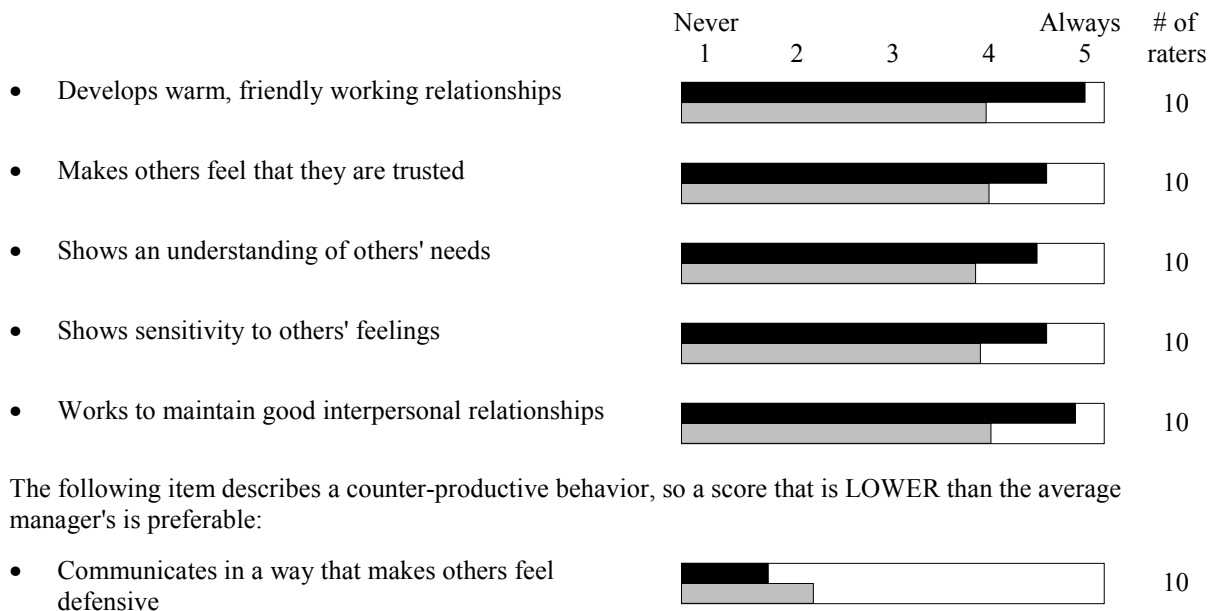 Never Always # of
1 2 3 4 5 raters
• Develops warm, friendly working relationships 10
• Makes others feel that they are trusted 10
• Shows an understanding of others' needs 10
• Shows sensitivity to others' feelings 10
• Works to maintain good interpersonal relationships 10
The following item describes a counter-productive behavior, so a score that is LOWER than the average
manager's is preferable:
• Communicates in a way that makes others feel 10
defensive